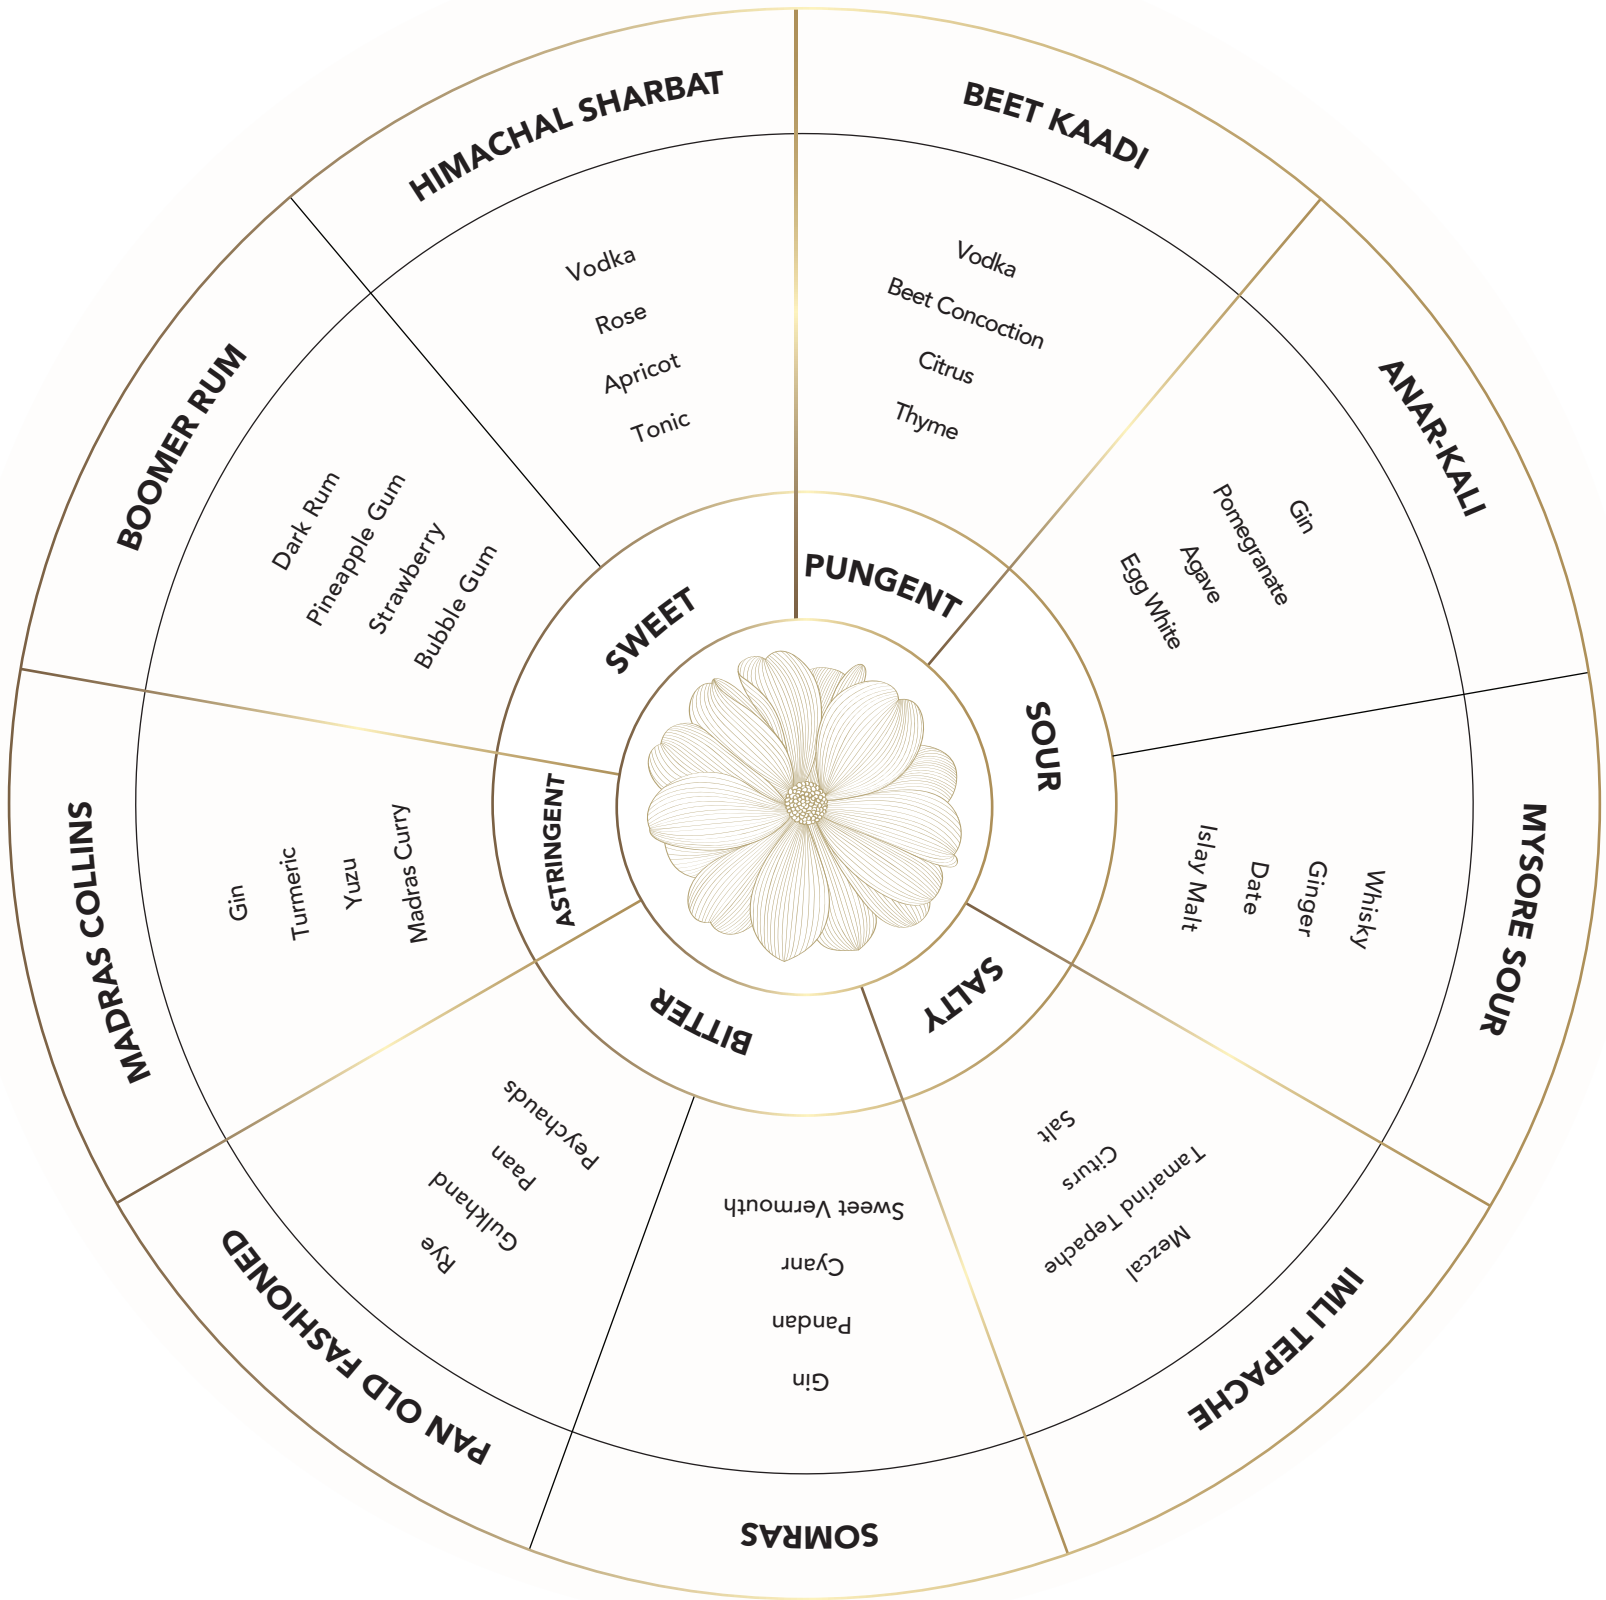 HIMACHAL SHARBAT
Vodka
Rose
Apricot
Tonic
BEET KAADI
Vodka
Beet Concoction
Citrus
Thyme
PUNGENT
ANAR-KALI
Gin
Pomegranate
Agave
Egg White
SOUR
MYSORE SOUR
Whisky
Ginger
Date
Islay Malt
IMLI TEPACHE
Mezcal
Tamarind Tepache
Citurs
Salt
SALTY
SOMRAS
Gin
Pandan
Cyanr
Sweet Vermouth
BITTER
PAN OLD FASHIONED
Rye
Gulkhand
Paan
Peychauds
MADRAS COLLINS
Gin
Turmeric
Yuzu
Madras Curry
ASTRINGENT
BOOMER RUM
Dark Rum
Pineapple Gum
Strawberry
Bubble Gum
SWEET